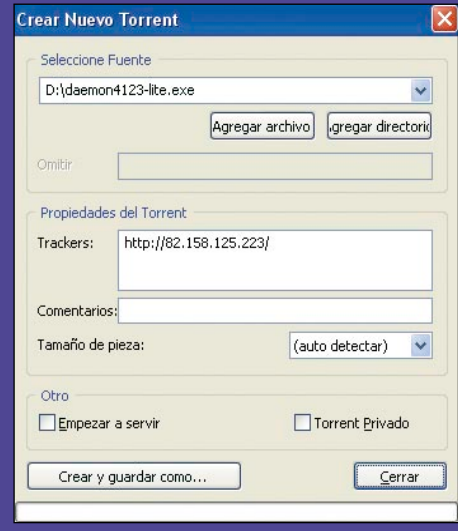 Crear Nuevo Torrent
Seleccione Fuente
D:\daemon4123-lite.exe
Agregar archivo
gregar directorio
Omitir
Propiedades del Torrent
Trackers:
http://82.158.125.223/
Comentarios:
Tamaño de pieza:
(auto detectar)
Otro
Empezar a servir
Torrent Privado
Crear y guardar como...
Cerrar